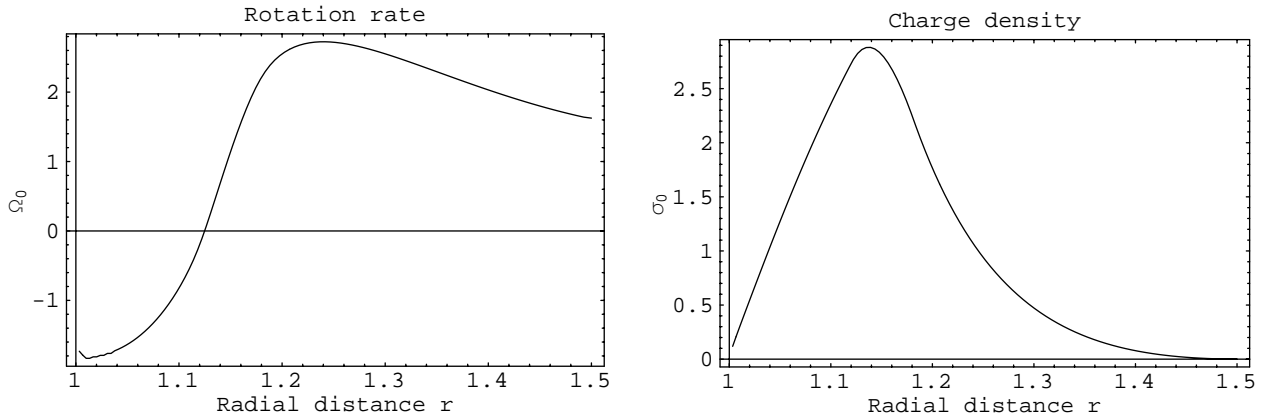 Rotation rate
2
1
0
-1
Ω0
1 1.1 1.2 1.3 1.4 1.5
Radial distance r
Charge density
2.5
2
1.5
1
0.5
0
σ0
1 1.1 1.2 1.3 1.4 1.5
Radial distance r